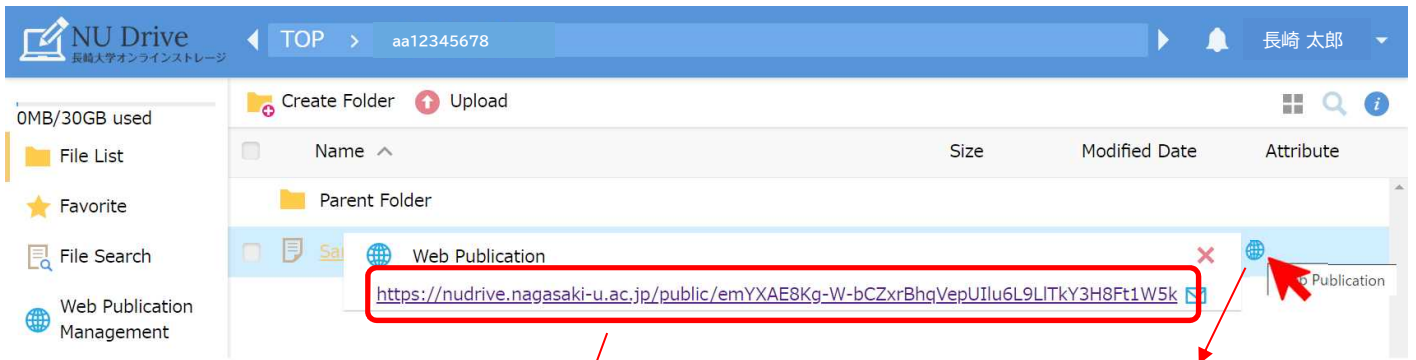 NU Drive
長崎大学オンラインストレージ
TOP > aa12345678
長崎 太郎
0MB/30GB used
Create Folder
Upload
File List
Name
Size
Modified Date
Attribute
Favorite
Parent Folder
File Search
Web Publication
https://nudrive.nagasaki-u.ac.jp/public/emYXAE8Kg-W-bCZxrBhqVepUIlu6L9LlTkY3H8Ft1W5k
Publication
Web Publication
Management